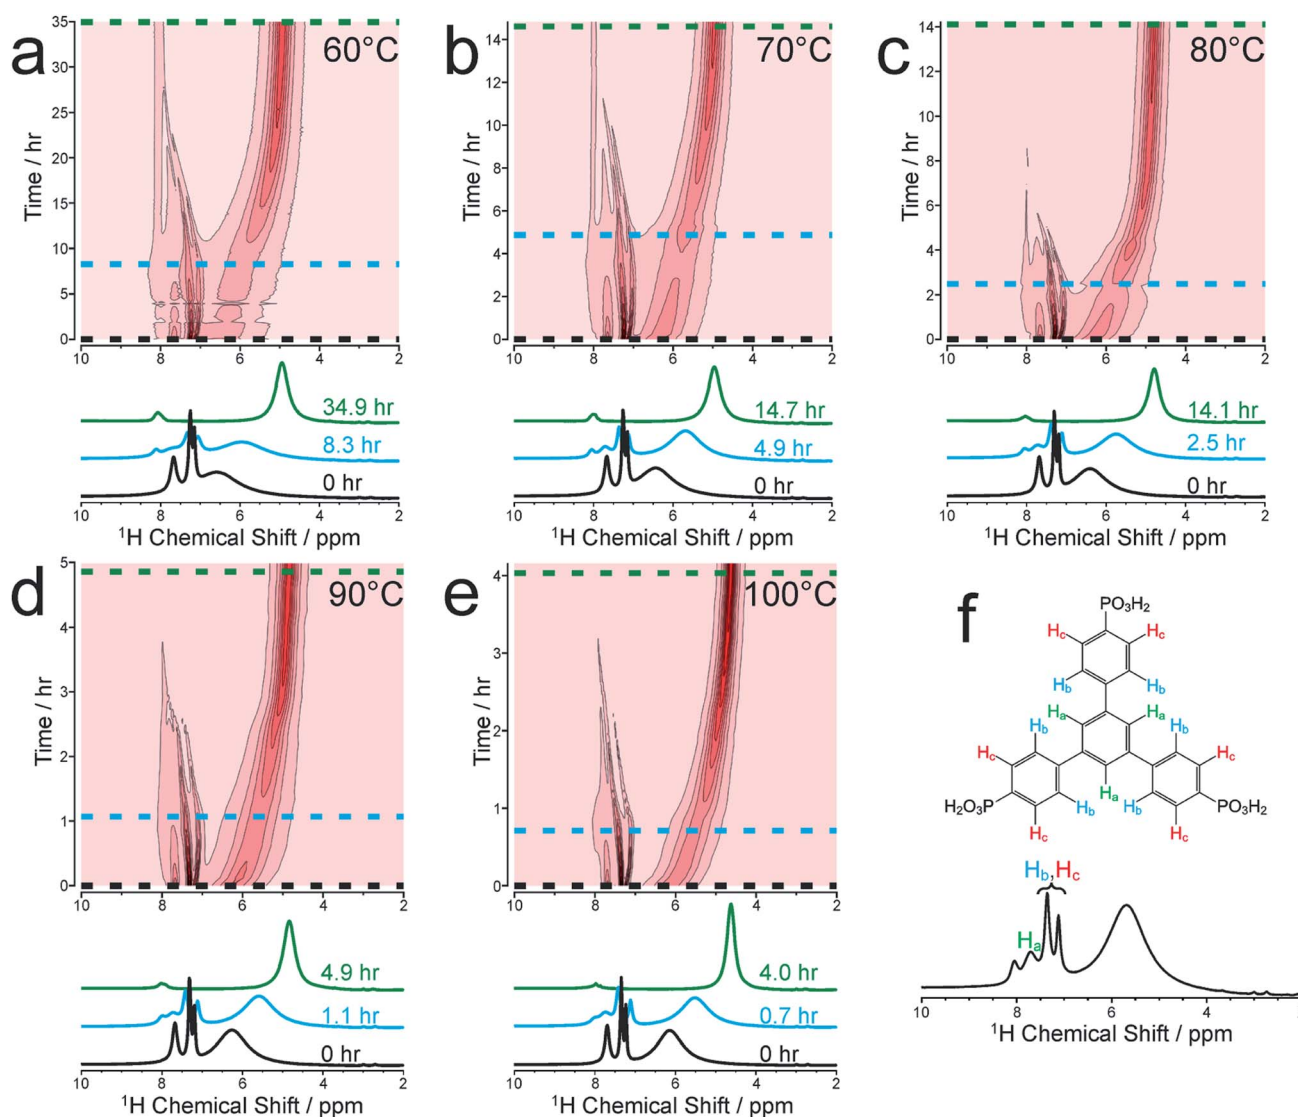 a
60°C
35
30
25
20
15
10
5
0
Time / hr
10 8 6 4 2
34.9 hr
8.3 hr
0 hr
10 8 6 4 2
¹H Chemical Shift / ppm
b
70°C
14
12
10
8
6
4
2
0
Time / hr
10 8 6 4 2
14.7 hr
4.9 hr
0 hr
10 8 6 4 2
¹H Chemical Shift / ppm
c
80°C
14
12
10
8
6
4
2
0
Time / hr
10 8 6 4 2
14.1 hr
2.5 hr
0 hr
10 8 6 4 2
¹H Chemical Shift / ppm
d
90°C
5
4
3
2
1
0
Time / hr
10 8 6 4 2
4.9 hr
1.1 hr
0 hr
10 8 6 4 2
¹H Chemical Shift / ppm
e
100°C
4
3
2
1
0
Time / hr
10 8 6 4 2
4.0 hr
0.7 hr
0 hr
10 8 6 4 2
¹H Chemical Shift / ppm
f
PO₃H₂
Hc Hc
Hb Hb
Ha Ha
Hb Hb
Hc Hc
H₂O₃P Hb Ha Hb PO₃H₂
Hc Hc
Hb,Hc
Ha
10 8 6 4
¹H Chemical Shift / ppm